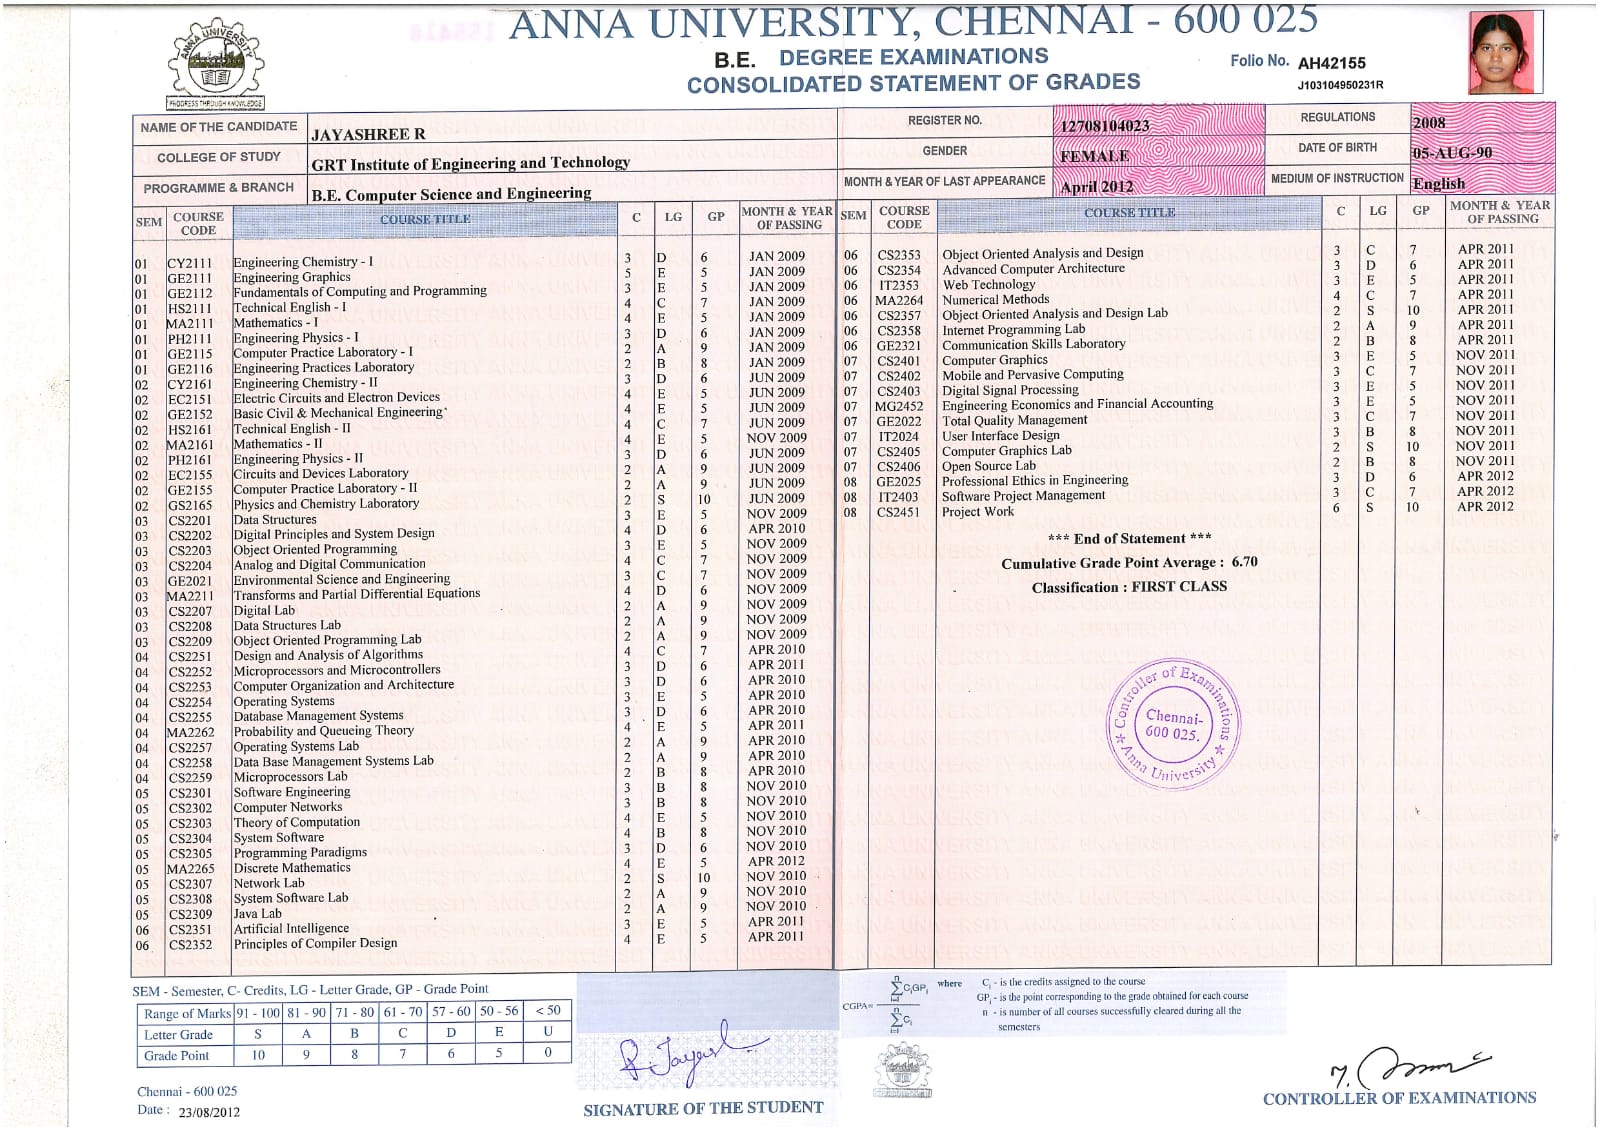 ANNA UNIVERSITY, CHENNAI - 600 025
B.E. DEGREE EXAMINATIONS
CONSOLIDATED STATEMENT OF GRADES
Folio No. AH42155
J103104950231R
ANNA UNIVERSITY
PROGRESS THROUGH KNOWLEDGE
NAME OF THE CANDIDATE JAYASHREE R REGISTER NO. 12708104023 REGULATIONS 2008
COLLEGE OF STUDY GRT Institute of Engineering and Technology GENDER FEMALE DATE OF BIRTH 05-AUG-90
PROGRAMME & BRANCH B.E. Computer Science and Engineering MONTH & YEAR OF LAST APPEARANCE April 2012 MEDIUM OF INSTRUCTION English
SEM COURSE CODE COURSE TITLE C LG GP MONTH & YEAR OF PASSING
01 CY2111 Engineering Chemistry - I 3 D 6 JAN 2009
01 GE2111 Engineering Graphics 5 E 5 JAN 2009
01 GE2112 Fundamentals of Computing and Programming 3 E 5 JAN 2009
01 HS2111 Technical English - I 4 C 7 JAN 2009
01 MA2111 Mathematics - I 4 E 5 JAN 2009
01 PH2111 Engineering Physics - I 3 D 6 JAN 2009
01 GE2115 Computer Practice Laboratory - I 2 A 9 JAN 2009
01 GE2116 Engineering Practices Laboratory 2 B 8 JAN 2009
02 CY2161 Engineering Chemistry - II 3 D 6 JUN 2009
02 EC2151 Electric Circuits and Electron Devices 4 E 5 JUN 2009
02 GE2152 Basic Civil & Mechanical Engineering 4 E 5 JUN 2009
02 HS2161 Technical English - II 4 C 7 JUN 2009
02 MA2161 Mathematics - II 4 E 5 NOV 2009
02 PH2161 Engineering Physics - II 3 D 6 JUN 2009
02 EC2155 Circuits and Devices Laboratory 2 A 9 JUN 2009
02 GE2155 Computer Practice Laboratory - II 2 A 9 JUN 2009
02 GS2165 Physics and Chemistry Laboratory 2 S 10 JUN 2009
03 CS2201 Data Structures 3 E 5 NOV 2009
03 CS2202 Digital Principles and System Design 4 D 6 APR 2010
03 CS2203 Object Oriented Programming 3 E 5 NOV 2009
03 CS2204 Analog and Digital Communication 4 C 7 NOV 2009
03 GE2021 Environmental Science and Engineering 3 C 7 NOV 2009
03 MA2211 Transforms and Partial Differential Equations 4 D 6 NOV 2009
03 CS2207 Digital Lab 2 A 9 NOV 2009
03 CS2208 Data Structures Lab 2 A 9 NOV 2009
03 CS2209 Object Oriented Programming Lab 2 A 9 NOV 2009
04 CS2251 Design and Analysis of Algorithms 4 C 7 APR 2010
04 CS2252 Microprocessors and Microcontrollers 3 D 6 APR 2011
04 CS2253 Computer Organization and Architecture 3 D 6 APR 2010
04 CS2254 Operating Systems 3 E 5 APR 2010
04 CS2255 Database Management Systems 3 D 6 APR 2010
04 MA2262 Probability and Queueing Theory 4 E 5 APR 2011
04 CS2257 Operating Systems Lab 2 A 9 APR 2010
04 CS2258 Data Base Management Systems Lab 2 A 9 APR 2010
04 CS2259 Microprocessors Lab 2 B 8 APR 2010
05 CS2301 Software Engineering 3 B 8 NOV 2010
05 CS2302 Computer Networks 3 B 8 NOV 2010
05 CS2303 Theory of Computation 4 E 5 NOV 2010
05 CS2304 System Software 4 B 8 NOV 2010
05 CS2305 Programming Paradigms 3 D 6 NOV 2010
05 MA2265 Discrete Mathematics 4 E 5 APR 2012
05 CS2307 Network Lab 2 S 10 NOV 2010
05 CS2308 System Software Lab 2 A 9 NOV 2010
05 CS2309 Java Lab 2 A 9 NOV 2010
06 CS2351 Artificial Intelligence 3 E 5 APR 2011
06 CS2352 Principles of Compiler Design 4 E 5 APR 2011
SEM COURSE CODE COURSE TITLE C LG GP MONTH & YEAR OF PASSING
06 CS2353 Object Oriented Analysis and Design 3 C 7 APR 2011
06 CS2354 Advanced Computer Architecture 3 D 6 APR 2011
06 IT2353 Web Technology 3 E 5 APR 2011
06 MA2264 Numerical Methods 4 C 7 APR 2011
06 CS2357 Object Oriented Analysis and Design Lab 2 S 10 APR 2011
06 CS2358 Internet Programming Lab 2 A 9 APR 2011
06 GE2321 Communication Skills Laboratory 2 B 8 APR 2011
07 CS2401 Computer Graphics 3 E 5 NOV 2011
07 CS2402 Mobile and Pervasive Computing 3 C 7 NOV 2011
07 CS2403 Digital Signal Processing 3 E 5 NOV 2011
07 MG2452 Engineering Economics and Financial Accounting 3 E 5 NOV 2011
07 GE2022 Total Quality Management 3 C 7 NOV 2011
07 IT2024 User Interface Design 3 B 8 NOV 2011
07 CS2405 Computer Graphics Lab 2 S 10 NOV 2011
07 CS2406 Open Source Lab 2 B 8 NOV 2011
08 GE2025 Professional Ethics in Engineering 3 D 6 APR 2012
08 IT2403 Software Project Management 3 C 7 APR 2012
08 CS2451 Project Work 6 S 10 APR 2012
*** End of Statement ***
Cumulative Grade Point Average : 6.70
Classification : FIRST CLASS
Controller of Examinations
Chennai-
600 025.
★ Anna University ★
SEM - Semester, C- Credits, LG - Letter Grade, GP - Grade Point
Range of Marks 91 - 100 81 - 90 71 - 80 61 - 70 57 - 60 50 - 56 < 50
Letter Grade S A B C D E U
Grade Point 10 9 8 7 6 5 0
Chennai - 600 025
Date : 23/08/2012
R. Jayash
SIGNATURE OF THE STUDENT
CGPA= n ∑ i=1 CiGPi / n ∑ i=1 Ci where Ci - is the credits assigned to the course
GPi - is the point corresponding to the grade obtained for each course
n - is number of all courses successfully cleared during all the
semesters
CONTROLLER OF EXAMINATIONS